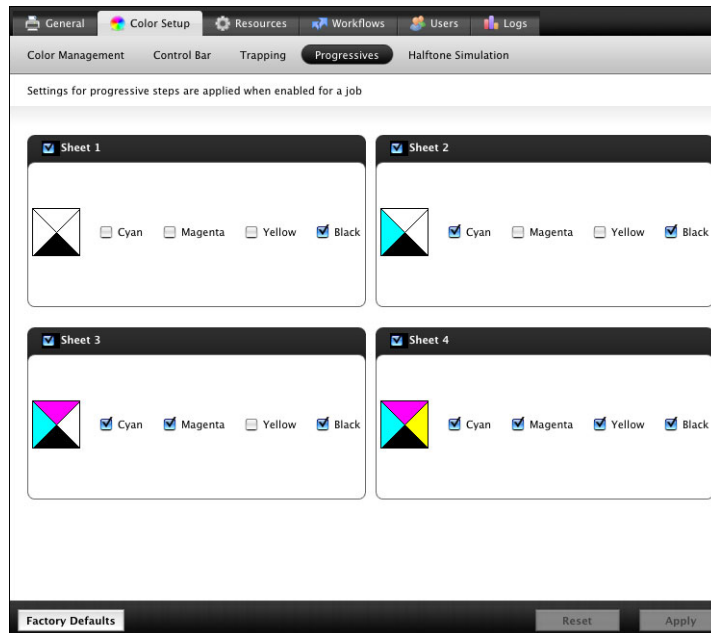 General Color Setup Resources Workflows Users Logs
Color Management Control Bar Trapping Progressives Halftone Simulation
Settings for progressive steps are applied when enabled for a job
Sheet 1
Cyan Magenta Yellow Black
Sheet 2
Cyan Magenta Yellow Black
Sheet 3
Cyan Magenta Yellow Black
Sheet 4
Cyan Magenta Yellow Black
Factory Defaults Reset Apply